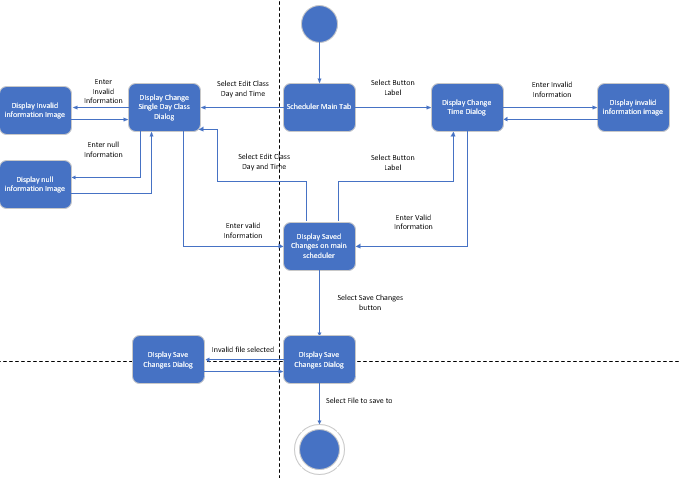 Enter
Invalid
Information
Select Edit Class
Day and Time
Select Button
Label
Enter Invalid
Information
Display Invalid
Information Image
Display Change
Single Day Class
Dialog
Scheduler Main Tab
Display Change
Time Dialog
Display Invalid
Information Image
Enter null
Information
Select Edit Class
Day and Time
Select Button
Label
Display null
Information Image
Enter valid
Information
Display Saved
Changes on main
scheduler
Enter Valid
Information
Select Save Changes
button
Display Save
Changes Dialog
Invalid file selected
Display Save
Changes Dialog
Select File to save to